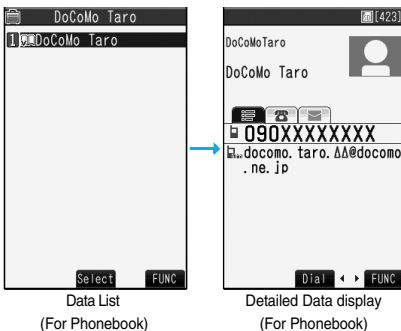 DoCoMo Taro
1 DoCoMo Taro
Select FUNC
Data List
(For Phonebook)
[423]
DoCoMoTaro
DoCoMo Taro
090XXXXXXXX
docomo.taro.ΔΔ@docomo
.ne.jp
Dial FUNC
Detailed Data display
(For Phonebook)